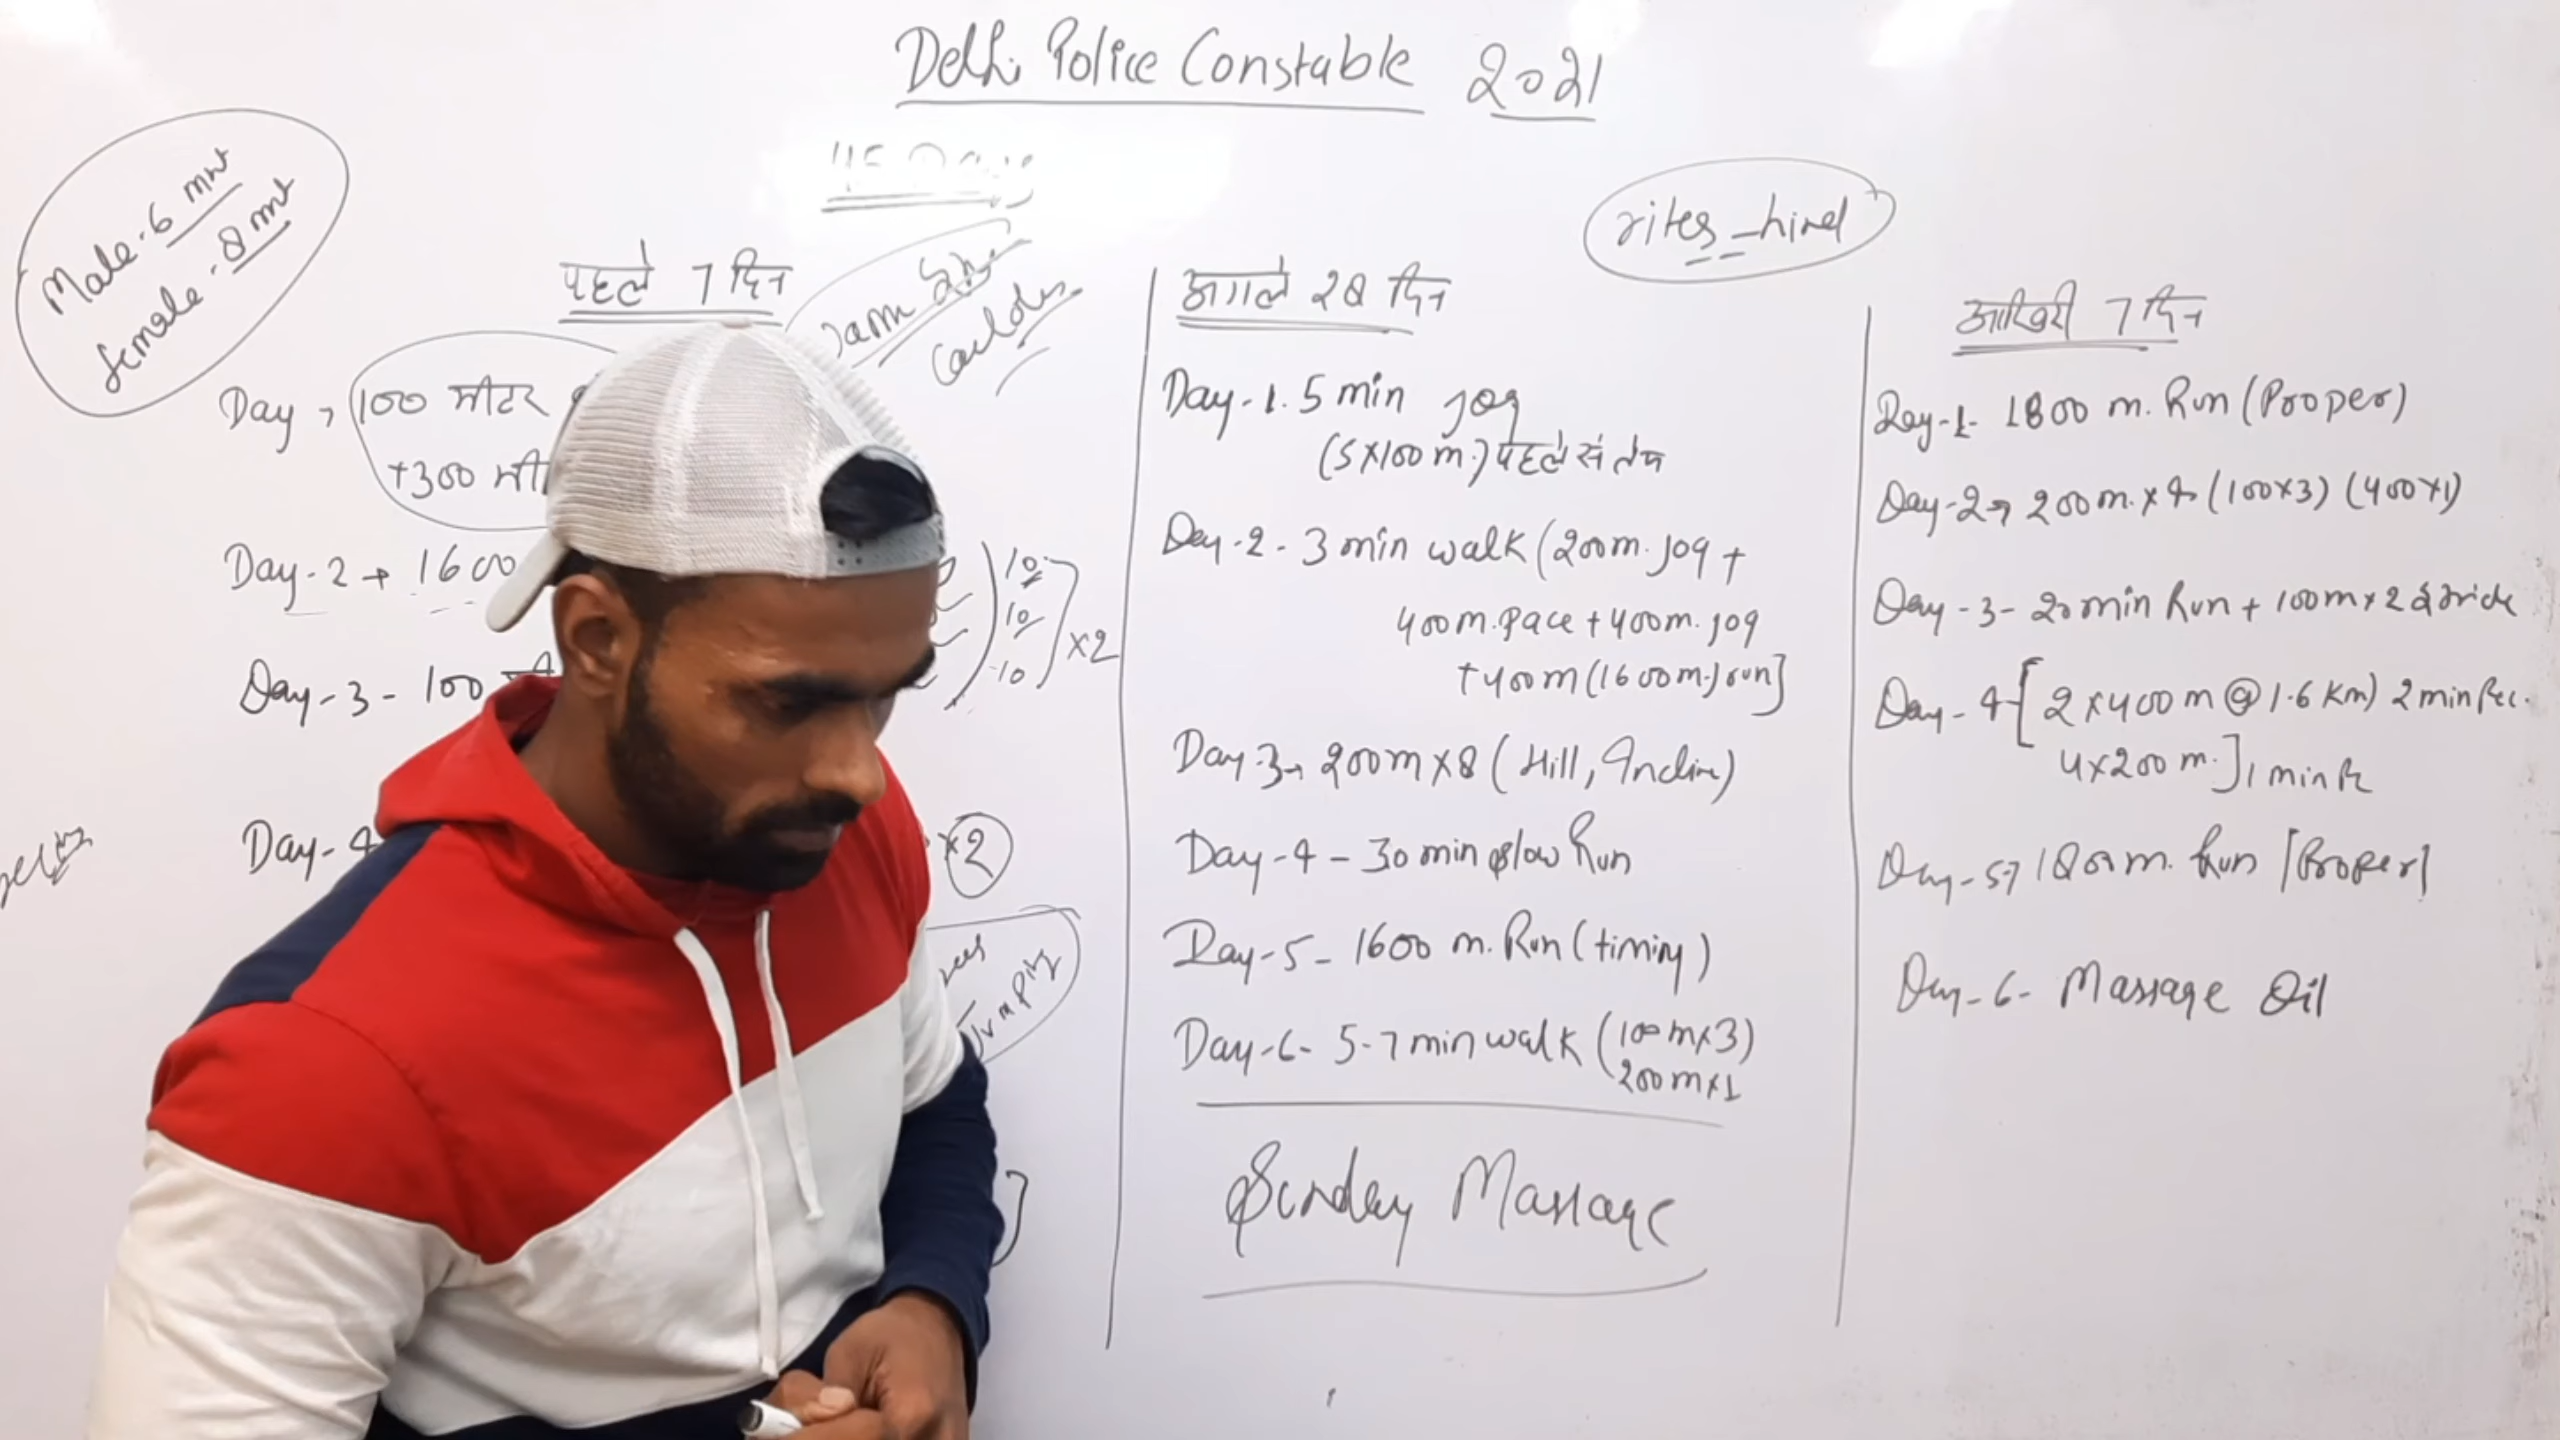 Delhi Police Constable 2021
Male - 6 mnt
female - 8 mnt
rites_hind
पहले 7 दिन
Day → 100 मीटर
+300 मी
Day-2 → 1600
10
10
10
×2
Day-3 - 100
Day-4
×2
Jumping
अगले 28 दिन
Day-1. 5 min jog
(5×100m.) पहले से तेज
Day-2 - 3 min walk (200m. jog +
400m. pace + 400m. jog
+400m (1600m.) run]
Day-3→ 200m×8 (Hill, Incline)
Day-4 - 30 min slow Run
Day-5 - 1600 m. Run (timing)
Day-6- 5-7 min walk (100m×3)
200m×1
Sunday Massage
आखिरी 7 दिन
Day-1- 1800 m. Run (Proper)
Day-2→ 200m.×4 (100×3) (400×1)
Day-3- 20 min Run + 100m×2 stride
Day-4-[2×400m @ 1.6 Km) 2 min Rec.
4×200 m.] 1 min R
Day-5→ 1800m. Run [Proper]
Day-6- Massage Oil